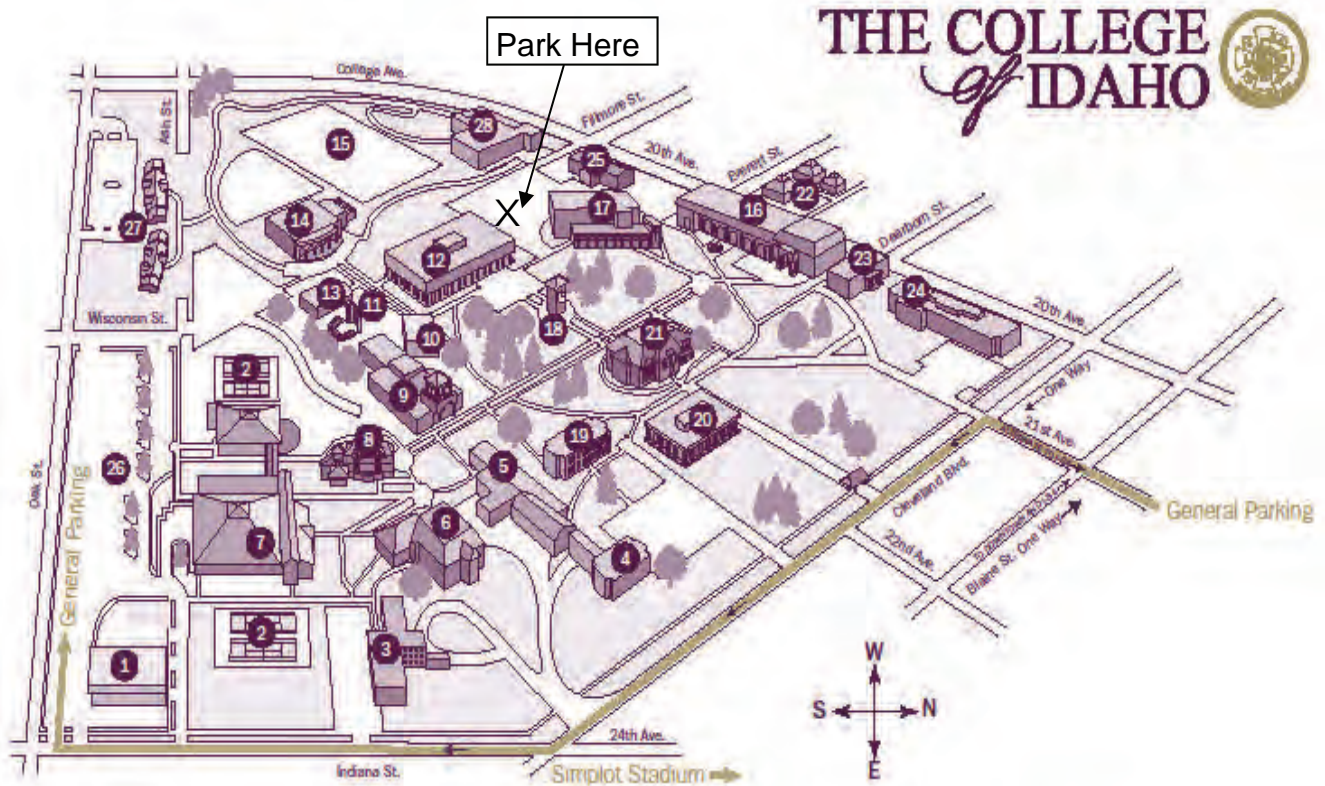 THE COLLEGE
of IDAHO
Park Here
X
College Ave.
Fillmore St.
20th Ave.
Everett St.
Dearborn St.
20th Ave.
Ash St.
Wisconsin St.
Oak St.
General Parking
One Way
21st Ave.
General Parking
Cleveland Blvd.
22nd Ave.
Blaine St. One Way
24th Ave.
Indiana St.
Simplot Stadium
W
S N
E
1
2
2
3
4
5
6
7
8
9
10
11
12
13
14
15
16
17
18
19
20
21
22
23
24
25
26
27
28